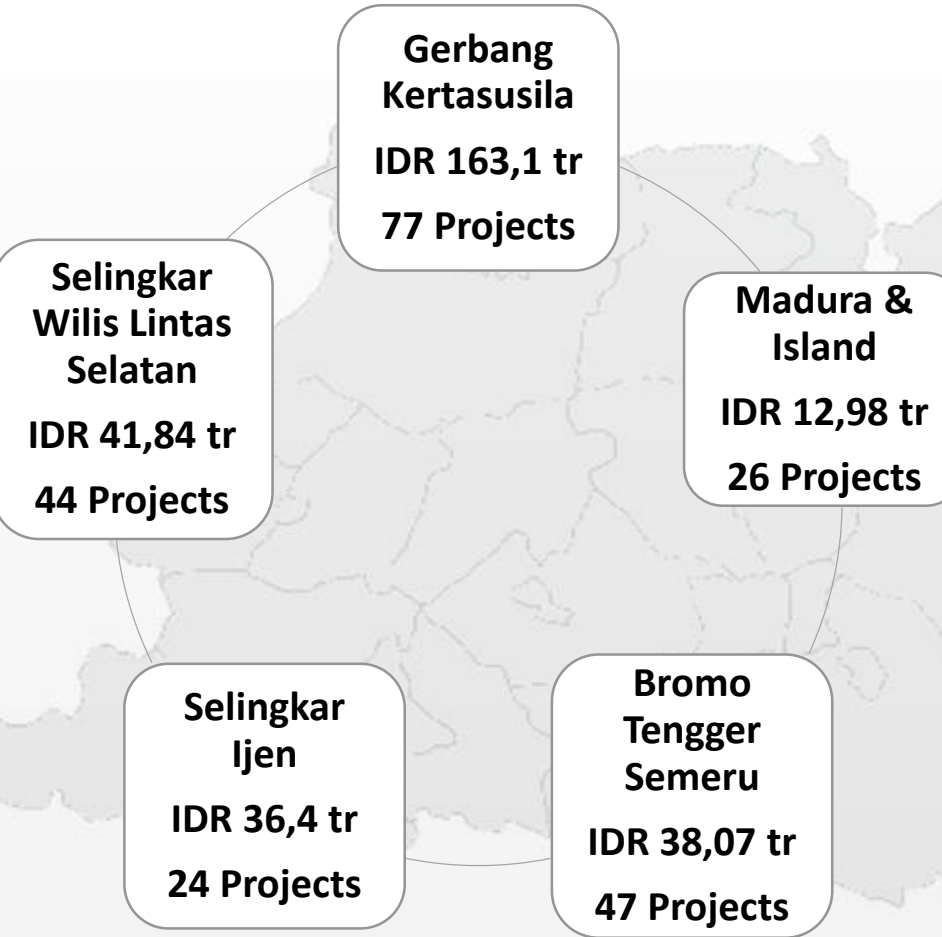 Gerbang
Kertasusila
IDR 163,1 tr
77 Projects
Selingkar
Wilis Lintas
Selatan
IDR 41,84 tr
44 Projects
Madura &
Island
IDR 12,98 tr
26 Projects
Selingkar
Ijen
IDR 36,4 tr
24 Projects
Bromo
Tengger
Semeru
IDR 38,07 tr
47 Projects